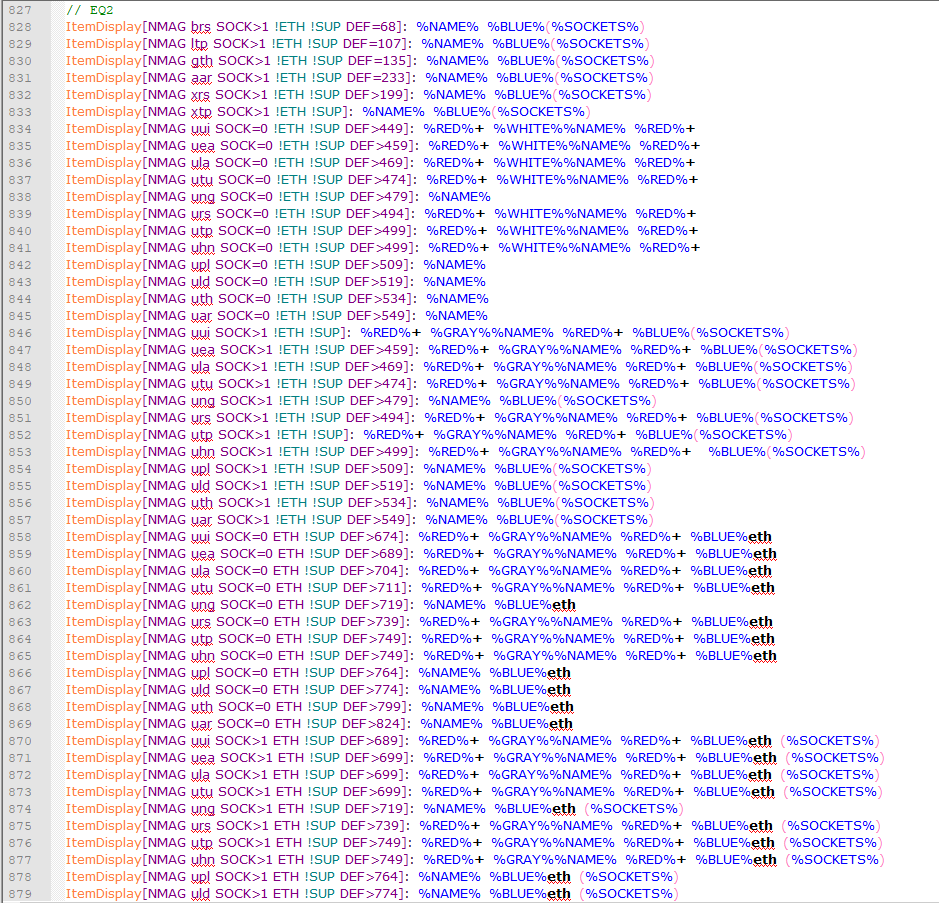 827 // EQ2
828 ItemDisplay[NMAG brs SOCK>1 !ETH !SUP DEF=68]: %NAME% %BLUE%(%SOCKETS%)
829 ItemDisplay[NMAG ltp SOCK>1 !ETH !SUP DEF=107]: %NAME% %BLUE%(%SOCKETS%)
830 ItemDisplay[NMAG gth SOCK>1 !ETH !SUP DEF=135]: %NAME% %BLUE%(%SOCKETS%)
831 ItemDisplay[NMAG aar SOCK>1 !ETH !SUP DEF=233]: %NAME% %BLUE%(%SOCKETS%)
832 ItemDisplay[NMAG xrs SOCK>1 !ETH !SUP DEF>199]: %NAME% %BLUE%(%SOCKETS%)
833 ItemDisplay[NMAG xtp SOCK>1 !ETH !SUP]: %NAME% %BLUE%(%SOCKETS%)
834 ItemDisplay[NMAG uui SOCK=0 !ETH !SUP DEF>449]: %RED%+ %WHITE%%NAME% %RED%+
835 ItemDisplay[NMAG uea SOCK=0 !ETH !SUP DEF>459]: %RED%+ %WHITE%%NAME% %RED%+
836 ItemDisplay[NMAG ula SOCK=0 !ETH !SUP DEF>469]: %RED%+ %WHITE%%NAME% %RED%+
837 ItemDisplay[NMAG utu SOCK=0 !ETH !SUP DEF>474]: %RED%+ %WHITE%%NAME% %RED%+
838 ItemDisplay[NMAG ung SOCK=0 !ETH !SUP DEF>479]: %NAME%
839 ItemDisplay[NMAG urs SOCK=0 !ETH !SUP DEF>494]: %RED%+ %WHITE%%NAME% %RED%+
840 ItemDisplay[NMAG utp SOCK=0 !ETH !SUP DEF>499]: %RED%+ %WHITE%%NAME% %RED%+
841 ItemDisplay[NMAG uhn SOCK=0 !ETH !SUP DEF>499]: %RED%+ %WHITE%%NAME% %RED%+
842 ItemDisplay[NMAG upl SOCK=0 !ETH !SUP DEF>509]: %NAME%
843 ItemDisplay[NMAG uld SOCK=0 !ETH !SUP DEF>519]: %NAME%
844 ItemDisplay[NMAG uth SOCK=0 !ETH !SUP DEF>534]: %NAME%
845 ItemDisplay[NMAG uar SOCK=0 !ETH !SUP DEF>549]: %NAME%
846 ItemDisplay[NMAG uui SOCK>1 !ETH !SUP]: %RED%+ %GRAY%%NAME% %RED%+ %BLUE%(%SOCKETS%)
847 ItemDisplay[NMAG uea SOCK>1 !ETH !SUP DEF>459]: %RED%+ %GRAY%%NAME% %RED%+ %BLUE%(%SOCKETS%)
848 ItemDisplay[NMAG ula SOCK>1 !ETH !SUP DEF>469]: %RED%+ %GRAY%%NAME% %RED%+ %BLUE%(%SOCKETS%)
849 ItemDisplay[NMAG utu SOCK>1 !ETH !SUP DEF>474]: %RED%+ %GRAY%%NAME% %RED%+ %BLUE%(%SOCKETS%)
850 ItemDisplay[NMAG ung SOCK>1 !ETH !SUP DEF>479]: %NAME% %BLUE%(%SOCKETS%)
851 ItemDisplay[NMAG urs SOCK>1 !ETH !SUP DEF>494]: %RED%+ %GRAY%%NAME% %RED%+ %BLUE%(%SOCKETS%)
852 ItemDisplay[NMAG utp SOCK>1 !ETH !SUP]: %RED%+ %GRAY%%NAME% %RED%+ %BLUE%(%SOCKETS%)
853 ItemDisplay[NMAG uhn SOCK>1 !ETH !SUP DEF>499]: %RED%+ %GRAY%%NAME% %RED%+ %BLUE%(%SOCKETS%)
854 ItemDisplay[NMAG upl SOCK>1 !ETH !SUP DEF>509]: %NAME% %BLUE%(%SOCKETS%)
855 ItemDisplay[NMAG uld SOCK>1 !ETH !SUP DEF>519]: %NAME% %BLUE%(%SOCKETS%)
856 ItemDisplay[NMAG uth SOCK>1 !ETH !SUP DEF>534]: %NAME% %BLUE%(%SOCKETS%)
857 ItemDisplay[NMAG uar SOCK>1 !ETH !SUP DEF>549]: %NAME% %BLUE%(%SOCKETS%)
858 ItemDisplay[NMAG uui SOCK=0 ETH !SUP DEF>674]: %RED%+ %GRAY%%NAME% %RED%+ %BLUE%eth
859 ItemDisplay[NMAG uea SOCK=0 ETH !SUP DEF>689]: %RED%+ %GRAY%%NAME% %RED%+ %BLUE%eth
860 ItemDisplay[NMAG ula SOCK=0 ETH !SUP DEF>704]: %RED%+ %GRAY%%NAME% %RED%+ %BLUE%eth
861 ItemDisplay[NMAG utu SOCK=0 ETH !SUP DEF>711]: %RED%+ %GRAY%%NAME% %RED%+ %BLUE%eth
862 ItemDisplay[NMAG ung SOCK=0 ETH !SUP DEF>719]: %NAME% %BLUE%eth
863 ItemDisplay[NMAG urs SOCK=0 ETH !SUP DEF>739]: %RED%+ %GRAY%%NAME% %RED%+ %BLUE%eth
864 ItemDisplay[NMAG utp SOCK=0 ETH !SUP DEF>749]: %RED%+ %GRAY%%NAME% %RED%+ %BLUE%eth
865 ItemDisplay[NMAG uhn SOCK=0 ETH !SUP DEF>749]: %RED%+ %GRAY%%NAME% %RED%+ %BLUE%eth
866 ItemDisplay[NMAG upl SOCK=0 ETH !SUP DEF>764]: %NAME% %BLUE%eth
867 ItemDisplay[NMAG uld SOCK=0 ETH !SUP DEF>774]: %NAME% %BLUE%eth
868 ItemDisplay[NMAG uth SOCK=0 ETH !SUP DEF>799]: %NAME% %BLUE%eth
869 ItemDisplay[NMAG uar SOCK=0 ETH !SUP DEF>824]: %NAME% %BLUE%eth
870 ItemDisplay[NMAG uui SOCK>1 ETH !SUP DEF>689]: %RED%+ %GRAY%%NAME% %RED%+ %BLUE%eth (%SOCKETS%)
871 ItemDisplay[NMAG uea SOCK>1 ETH !SUP DEF>699]: %RED%+ %GRAY%%NAME% %RED%+ %BLUE%eth (%SOCKETS%)
872 ItemDisplay[NMAG ula SOCK>1 ETH !SUP DEF>699]: %RED%+ %GRAY%%NAME% %RED%+ %BLUE%eth (%SOCKETS%)
873 ItemDisplay[NMAG utu SOCK>1 ETH !SUP DEF>699]: %RED%+ %GRAY%%NAME% %RED%+ %BLUE%eth (%SOCKETS%)
874 ItemDisplay[NMAG ung SOCK>1 ETH !SUP DEF>719]: %NAME% %BLUE%eth (%SOCKETS%)
875 ItemDisplay[NMAG urs SOCK>1 ETH !SUP DEF>739]: %RED%+ %GRAY%%NAME% %RED%+ %BLUE%eth (%SOCKETS%)
876 ItemDisplay[NMAG utp SOCK>1 ETH !SUP DEF>749]: %RED%+ %GRAY%%NAME% %RED%+ %BLUE%eth (%SOCKETS%)
877 ItemDisplay[NMAG uhn SOCK>1 ETH !SUP DEF>749]: %RED%+ %GRAY%%NAME% %RED%+ %BLUE%eth (%SOCKETS%)
878 ItemDisplay[NMAG upl SOCK>1 ETH !SUP DEF>764]: %NAME% %BLUE%eth (%SOCKETS%)
879 ItemDisplay[NMAG uld SOCK>1 ETH !SUP DEF>774]: %NAME% %BLUE%eth (%SOCKETS%)